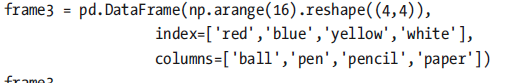 frame3 = pd.DataFrame(np.arange(16).reshape((4,4)),
index=['red','blue','yellow','white'],
columns=['ball','pen','pencil','paper'])